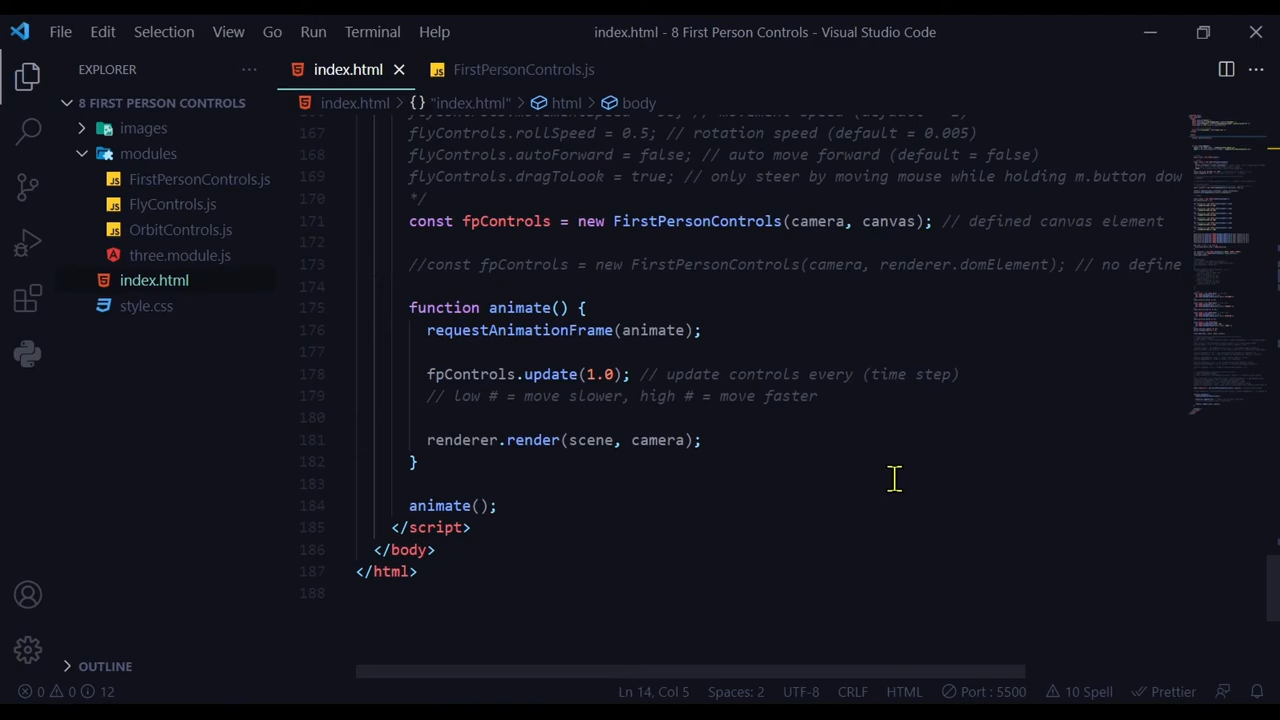 File Edit Selection View Go Run Terminal Help
index.html - 8 First Person Controls - Visual Studio Code
EXPLORER
8 FIRST PERSON CONTROLS
images
modules
FirstPersonControls.js
FlyControls.js
OrbitControls.js
three.module.js
index.html
style.css
OUTLINE
index.html
FirstPersonControls.js
index.html > {} "index.html" > html > body
167 flyControls.rollSpeed = 0.5; // rotation speed (default = 0.005)
168 flyControls.autoForward = false; // auto move forward (default = false)
169 flyControls.dragToLook = true; // only steer by moving mouse while holding m.button dow
170 */
171 const fpControls = new FirstPersonControls(camera, canvas); // defined canvas element
172
173 //const fpControls = new FirstPersonControls(camera, renderer.domElement); // no define
174
175 function animate() {
176 requestAnimationFrame(animate);
177
178 fpControls.update(1.0); // update controls every (time step)
179 // low # = move slower, high # = move faster
180
181 renderer.render(scene, camera);
182 }
183
184 animate();
185 </script>
186 </body>
187 </html>
188
0 0 12
Ln 14, Col 5
Spaces: 2
UTF-8
CRLF
HTML
Port : 5500
10 Spell
Prettier